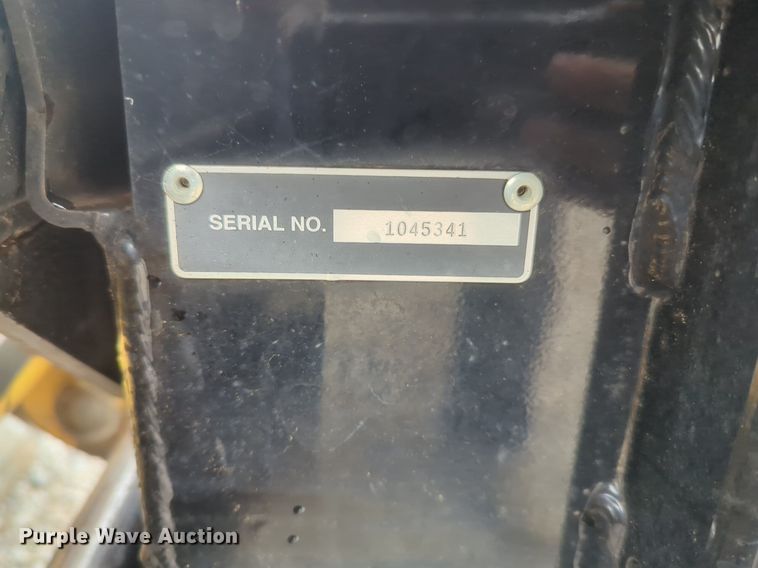 SERIAL NO. 1045341
Purple Wave Auction